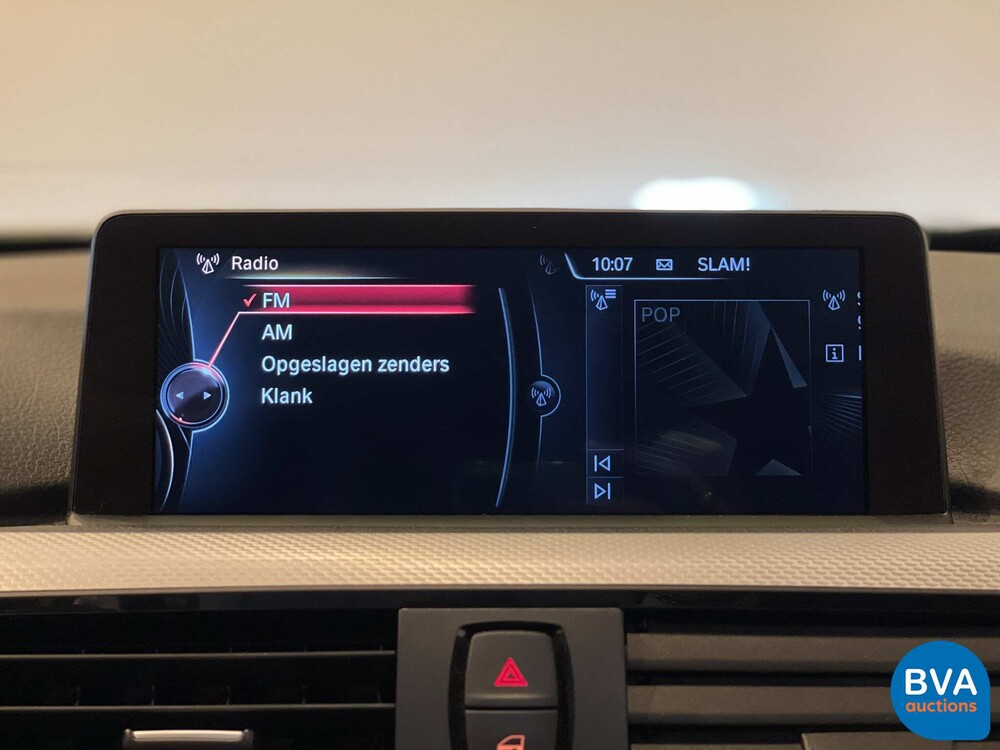 Radio
10:07 SLAM!
✓ FM
AM
Opgeslagen zenders
Klank
POP
BVA
auctions